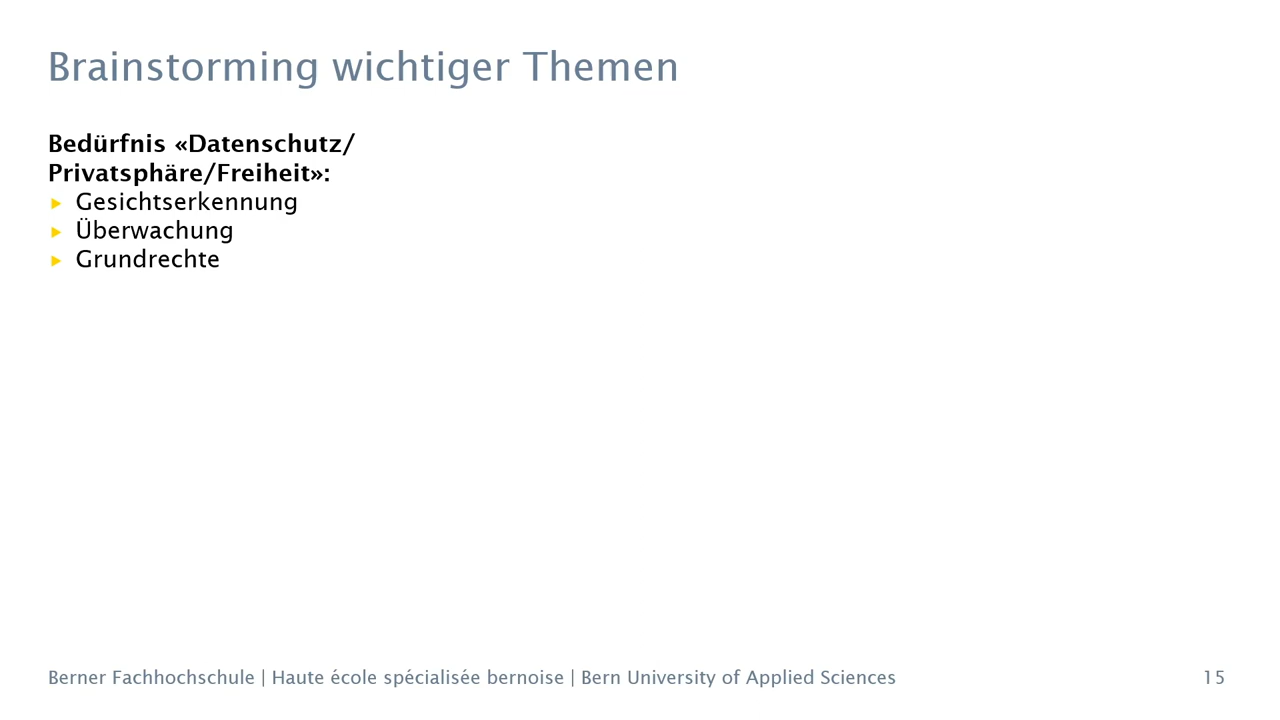 Brainstorming wichtiger Themen
Bedürfnis «Datenschutz/
Privatsphäre/Freiheit»:
Gesichtserkennung
Überwachung
Grundrechte
Berner Fachhochschule | Haute école spécialisée bernoise | Bern University of Applied Sciences
15